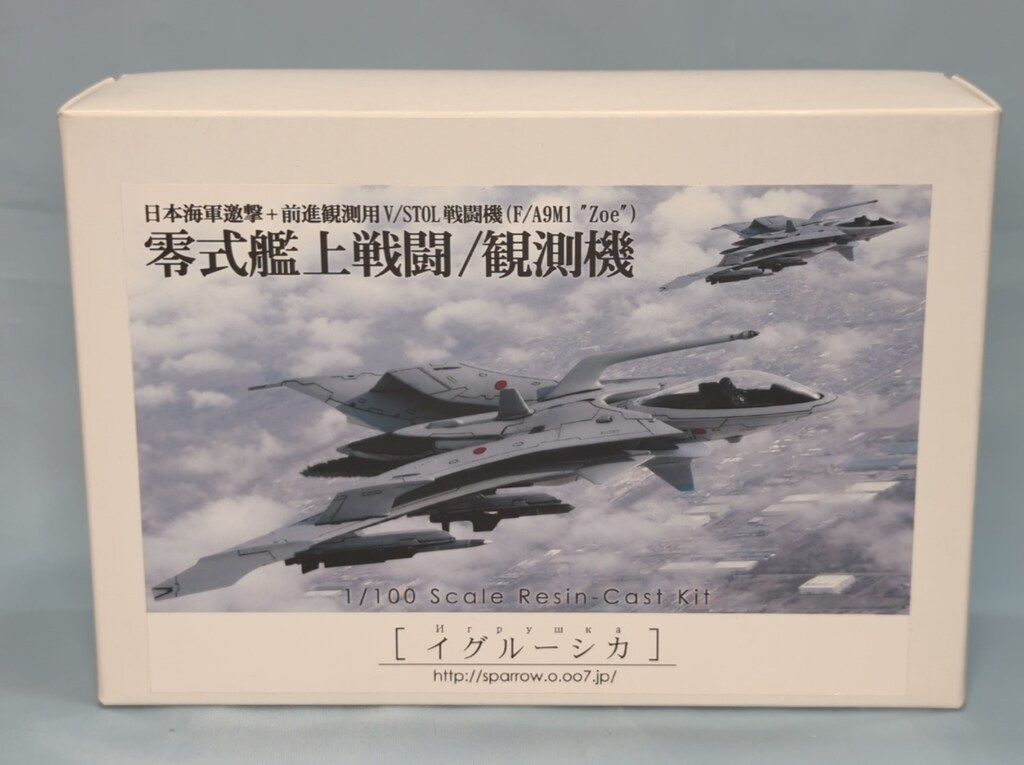 日本海軍邀撃+前進観測用V/STOL戦闘機(F/A9M1 "Zoe")
零式艦上戦闘/観測機
1/100 Scale Resin-Cast Kit
Игрушка
[イグルーシカ]
http://sparrow.o.oo7.jp/